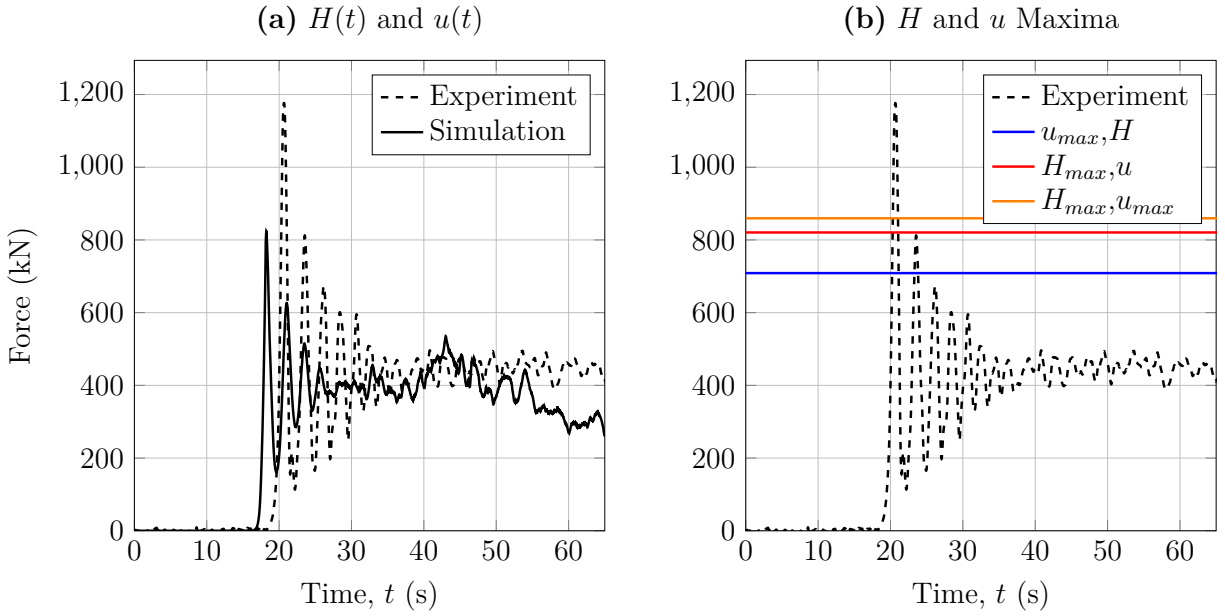 (a) H(t) and u(t)
Force (kN)
1,200
1,000
800
600
400
200
0
Experiment
Simulation
0 10 20 30 40 50 60
Time, t (s)
(b) H and u Maxima
1,200
1,000
800
600
400
200
0
Experiment
u_max,H
H_max,u
H_max,u_max
0 10 20 30 40 50 60
Time, t (s)